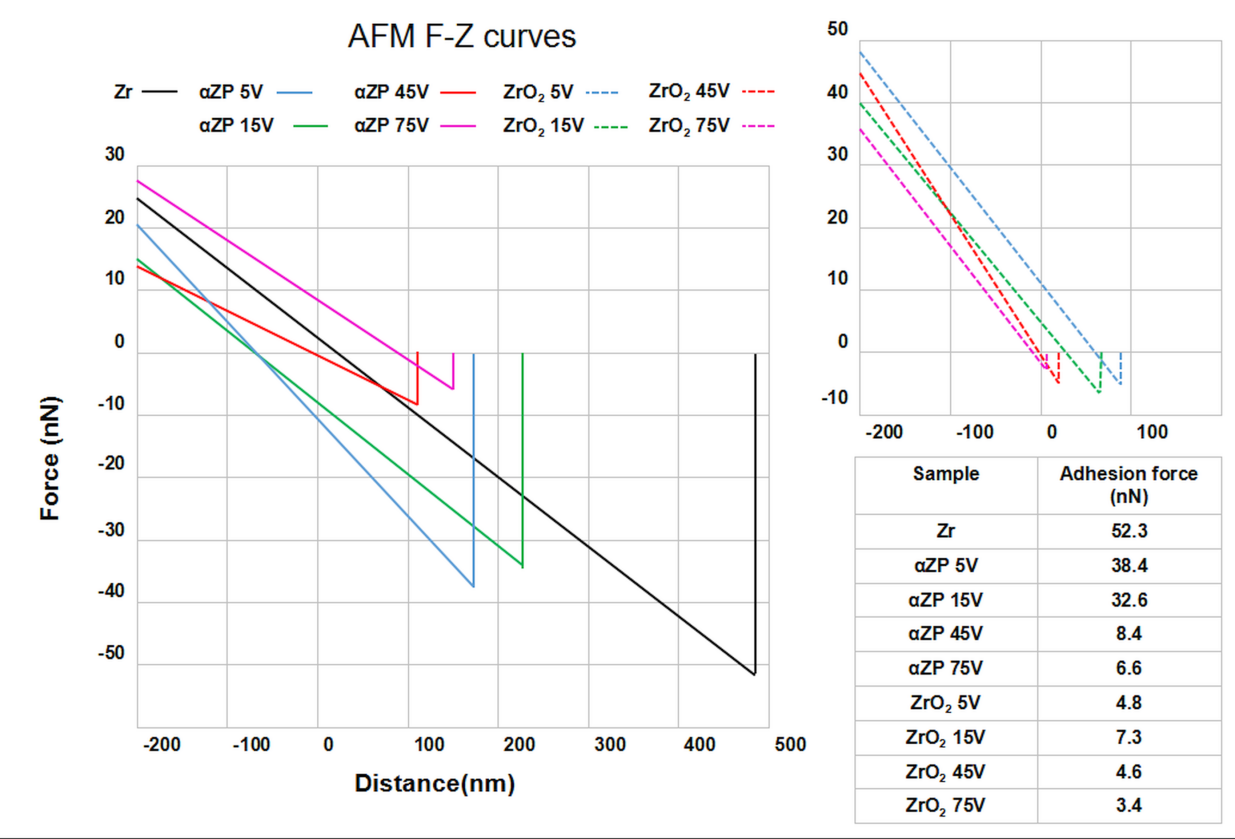 AFM F-Z curves
Zr αZP 5V αZP 45V ZrO₂ 5V ZrO₂ 45V
αZP 15V αZP 75V ZrO₂ 15V ZrO₂ 75V
30
20
10
0
-10
-20
-30
-40
-50
Force (nN)
-200 -100 0 100 200 300 400 500
Distance(nm)
50
40
30
20
10
0
-10
-200 -100 0 100
Sample Adhesion force
(nN)
Zr 52.3
αZP 5V 38.4
αZP 15V 32.6
αZP 45V 8.4
αZP 75V 6.6
ZrO₂ 5V 4.8
ZrO₂ 15V 7.3
ZrO₂ 45V 4.6
ZrO₂ 75V 3.4